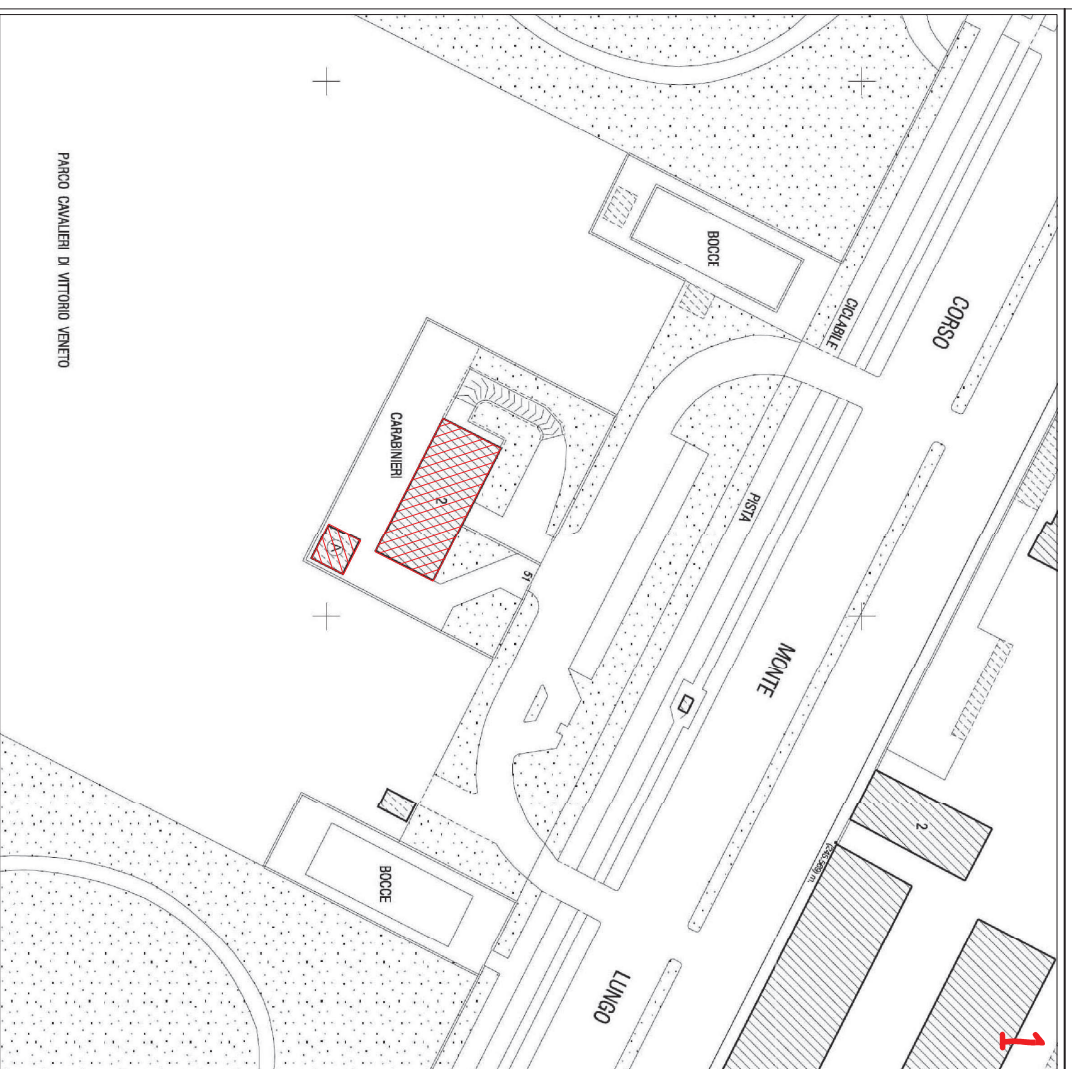 CORSO
MONTE
LUNGO
PISTA
CICLABILE
BOCCE
CARABINIERI
2
A
51
BOCCE
2
PARCO CAVALIERI DI VITTORIO VENETO
1